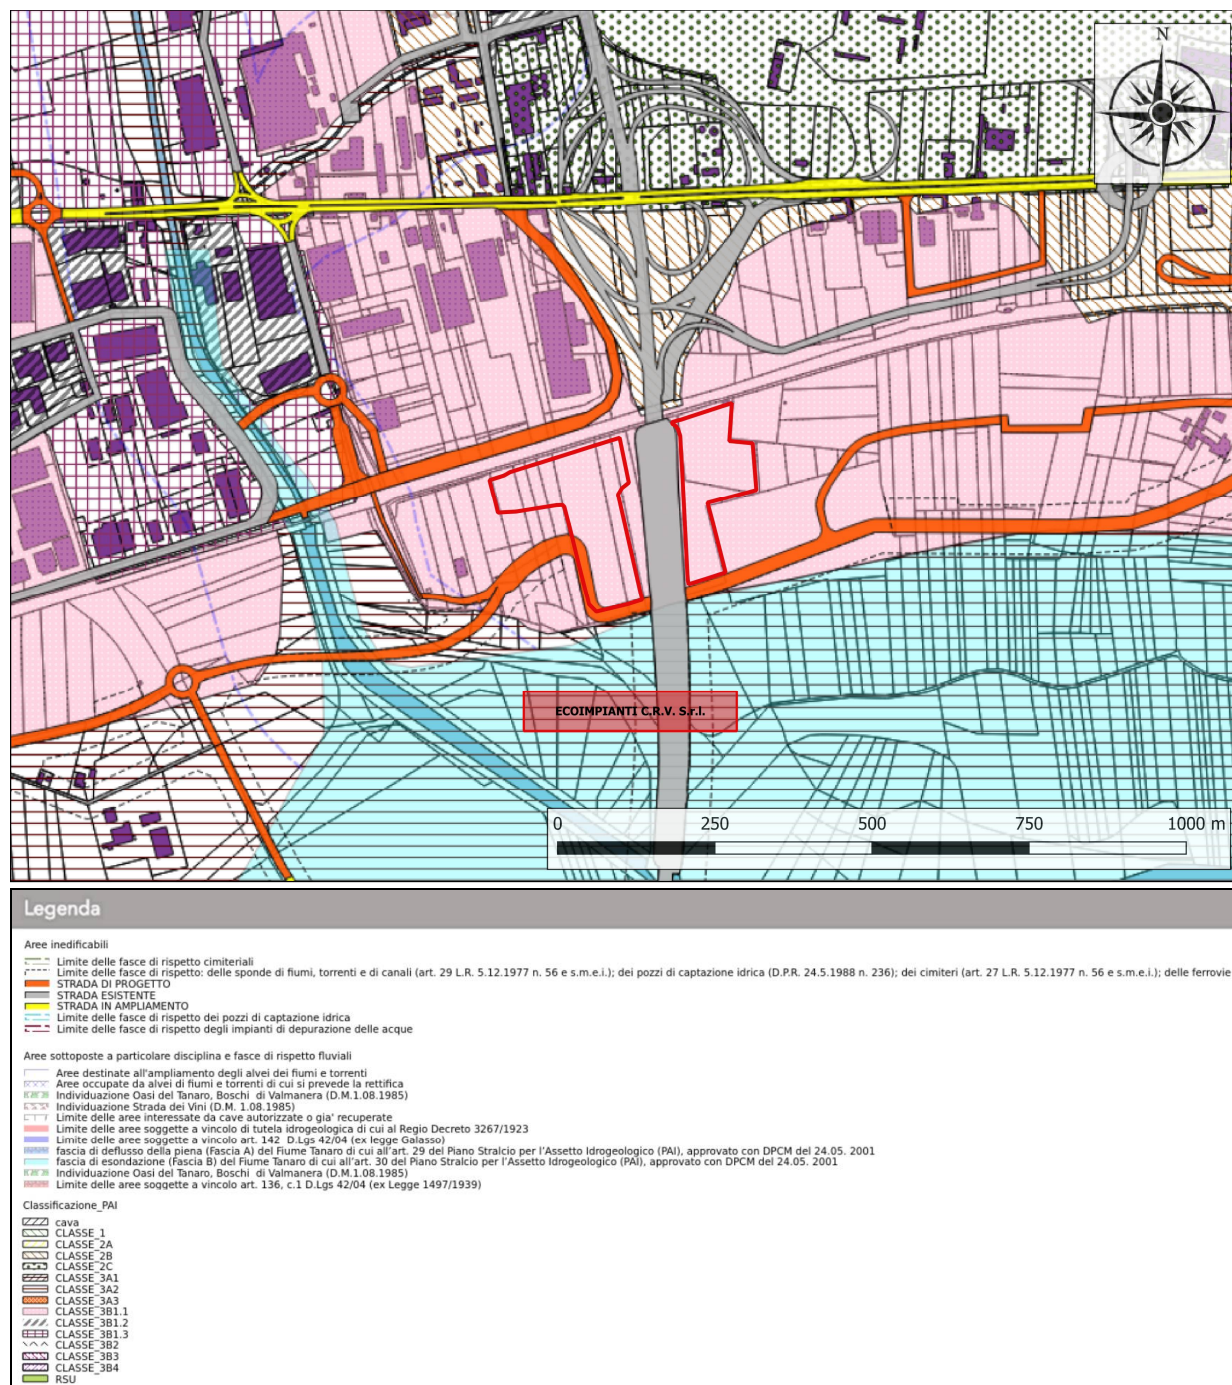 N
ECOIMPIANTI C.R.V. S.r.l.
0 250 500 750 1000 m
Legenda
Aree inedificabili
Limite delle fasce di rispetto cimiteriali
Limite delle fasce di rispetto: delle sponde di fiumi, torrenti e di canali (art. 29 L.R. 5.12.1977 n. 56 e s.m.e.i.); dei pozzi di captazione idrica (D.P.R. 24.5.1988 n. 236); dei cimiteri (art. 27 L.R. 5.12.1977 n. 56 e s.m.e.i.); delle ferrovie
STRADA DI PROGETTO
STRADA ESISTENTE
STRADA IN AMPLIAMENTO
Limite delle fasce di rispetto dei pozzi di captazione idrica
Limite delle fasce di rispetto degli impianti di depurazione delle acque
Aree sottoposte a particolare disciplina e fasce di rispetto fluviali
Aree destinate all'ampliamento degli alvei dei fiumi e torrenti
Aree occupate da alvei di fiumi e torrenti di cui si prevede la rettifica
Individuazione Oasi del Tanaro, Boschi di Valmanera (D.M.1.08.1985)
Individuazione Strada dei Vini (D.M. 1.08.1985)
Limite delle aree interessate da cave autorizzate o gia' recuperate
Limite delle aree soggette a vincolo di tutela idrogeologica di cui al Regio Decreto 3267/1923
Limite delle aree soggette a vincolo art. 142 D.Lgs 42/04 (ex legge Galasso)
fascia di deflusso della piena (Fascia A) del Fiume Tanaro di cui all'art. 29 del Piano Stralcio per l'Assetto Idrogeologico (PAI), approvato con DPCM del 24.05. 2001
fascia di esondazione (Fascia B) del Fiume Tanaro di cui all'art. 30 del Piano Stralcio per l'Assetto Idrogeologico (PAI), approvato con DPCM del 24.05. 2001
Individuazione Oasi del Tanaro, Boschi di Valmanera (D.M.1.08.1985)
Limite delle aree soggette a vincolo art. 136, c.1 D.Lgs 42/04 (ex Legge 1497/1939)
Classificazione_PAI
cava
CLASSE_1
CLASSE_2A
CLASSE_2B
CLASSE_2C
CLASSE_3A1
CLASSE_3A2
CLASSE_3A3
CLASSE_3B1.1
CLASSE_3B1.2
CLASSE_3B1.3
CLASSE_3B2
CLASSE_3B3
CLASSE_3B4
RSU